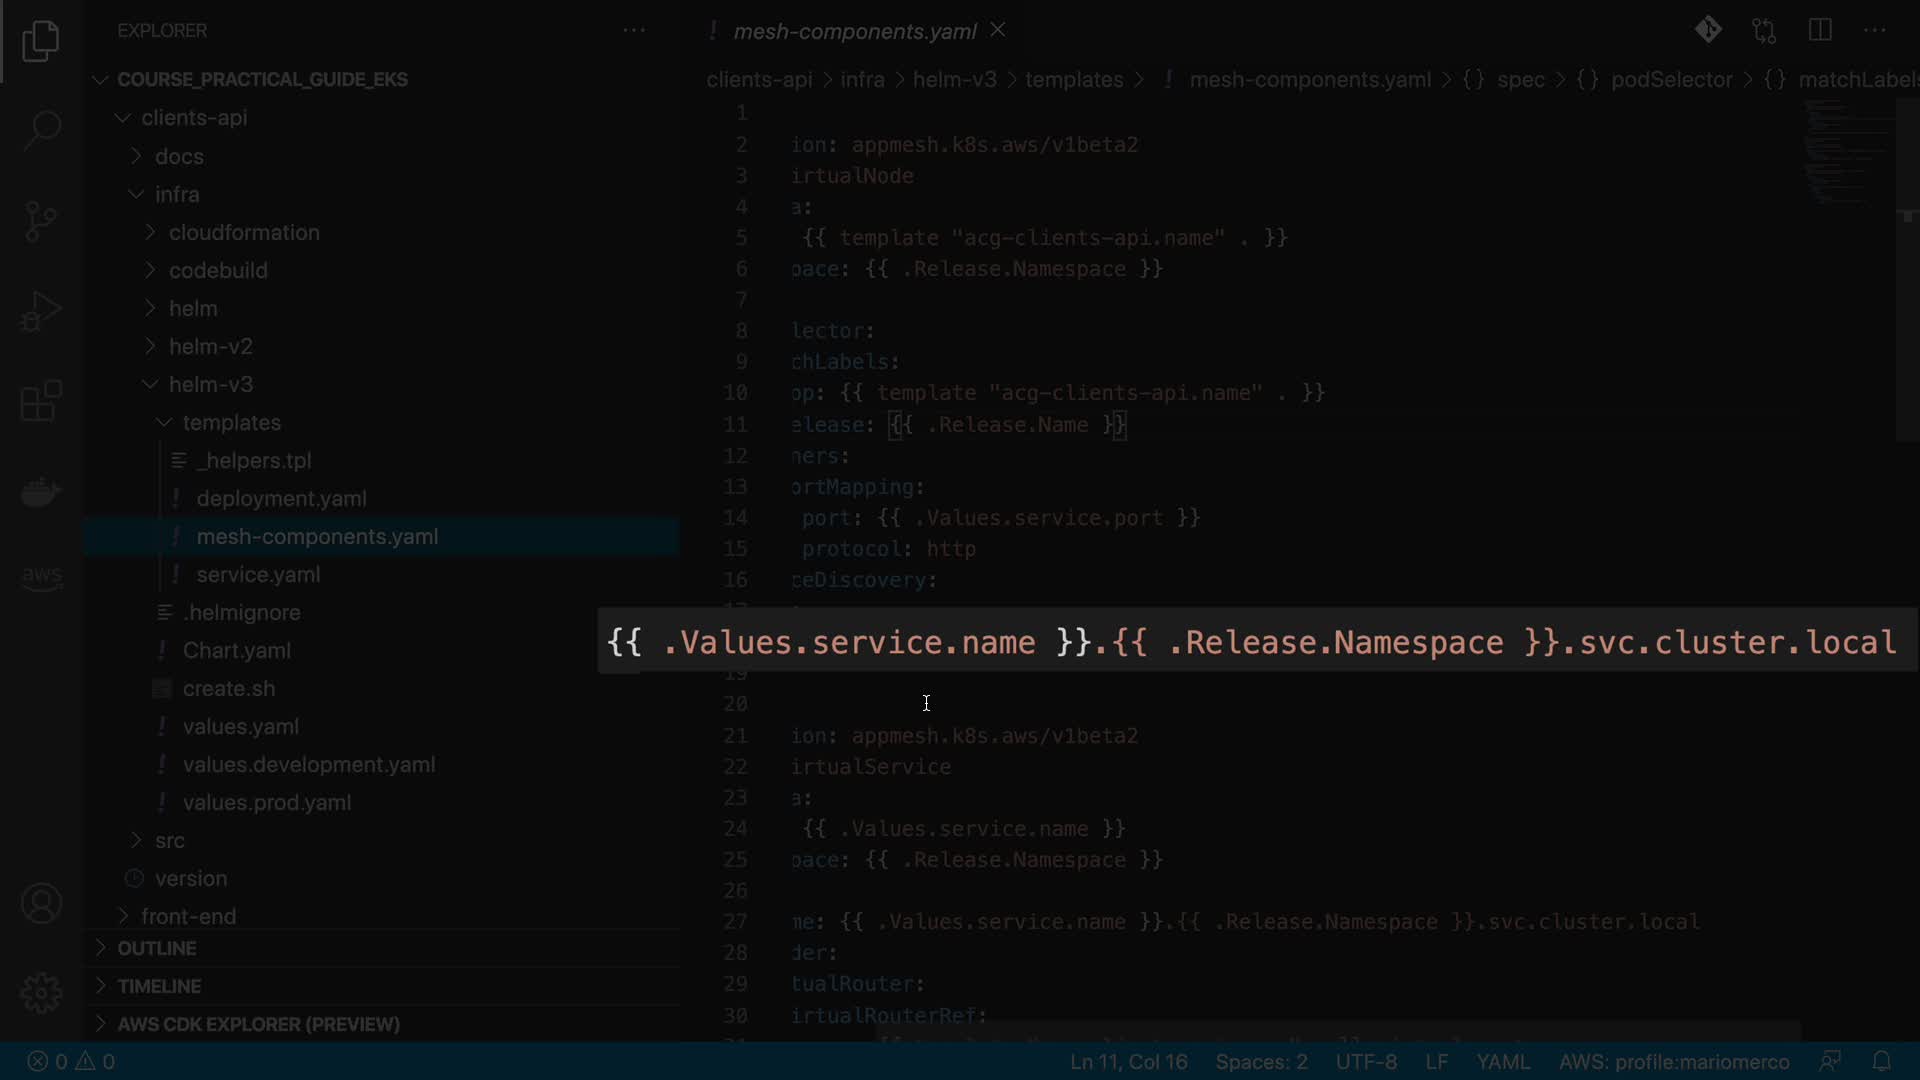 EXPLORER
COURSE_PRACTICAL_GUIDE_EKS
clients-api
docs
infra
cloudformation
codebuild
helm
helm-v2
helm-v3
templates
_helpers.tpl
deployment.yaml
mesh-components.yaml
service.yaml
.helmignore
Chart.yaml
create.sh
values.yaml
values.development.yaml
values.prod.yaml
src
version
front-end
OUTLINE
TIMELINE
AWS CDK EXPLORER (PREVIEW)
aws
! mesh-components.yaml
clients-api > infra > helm-v3 > templates > ! mesh-components.yaml > {} spec > {} podSelector > {} matchLabels
1
2 ion: appmesh.k8s.aws/v1beta2
3 irtualNode
4 a:
5 {{ template "acg-clients-api.name" . }}
6 pace: {{ .Release.Namespace }}
7
8 lector:
9 chLabels:
10 pp: {{ template "acg-clients-api.name" . }}
11 elease: {{ .Release.Name }}
12 ners:
13 ortMapping:
14 port: {{ .Values.service.port }}
15 protocol: http
16 ceDiscovery:
{{ .Values.service.name }}.{{ .Release.Namespace }}.svc.cluster.local
19
20
21 ion: appmesh.k8s.aws/v1beta2
22 irtualService
23 a:
24 {{ .Values.service.name }}
25 pace: {{ .Release.Namespace }}
26
27 me: {{ .Values.service.name }}.{{ .Release.Namespace }}.svc.cluster.local
28 der:
29 tualRouter:
30 irtualRouterRef:
0 0
Ln 11, Col 16 Spaces: 2 UTF-8 LF YAML AWS: profile:mariomerco